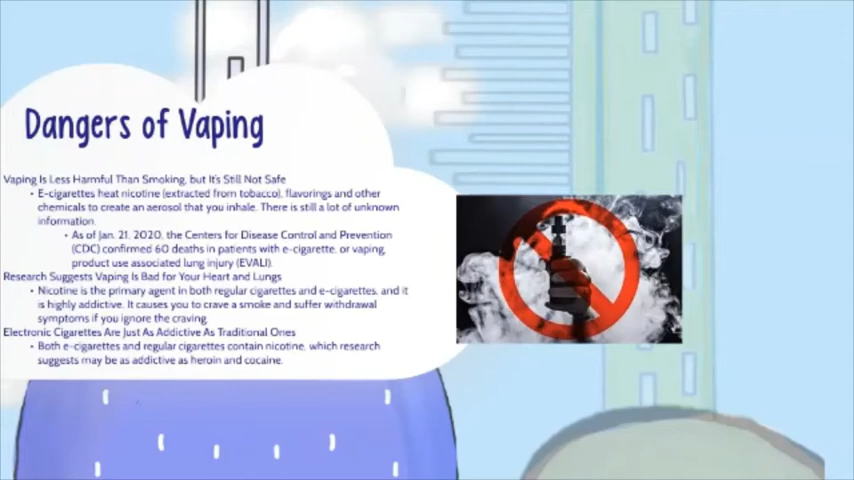 Dangers of Vaping
Vaping Is Less Harmful Than Smoking, but It's Still Not Safe
• E-cigarettes heat nicotine (extracted from tobacco), flavorings and other
chemicals to create an aerosol that you inhale. There is still a lot of unknown
information.
• As of Jan. 21, 2020, the Centers for Disease Control and Prevention
(CDC) confirmed 60 deaths in patients with e-cigarette, or vaping,
product use associated lung injury (EVALI).
Research Suggests Vaping Is Bad for Your Heart and Lungs
• Nicotine is the primary agent in both regular cigarettes and e-cigarettes, and it
is highly addictive. It causes you to crave a smoke and suffer withdrawal
symptoms if you ignore the craving.
Electronic Cigarettes Are Just As Addictive As Traditional Ones
• Both e-cigarettes and regular cigarettes contain nicotine, which research
suggests may be as addictive as heroin and cocaine.